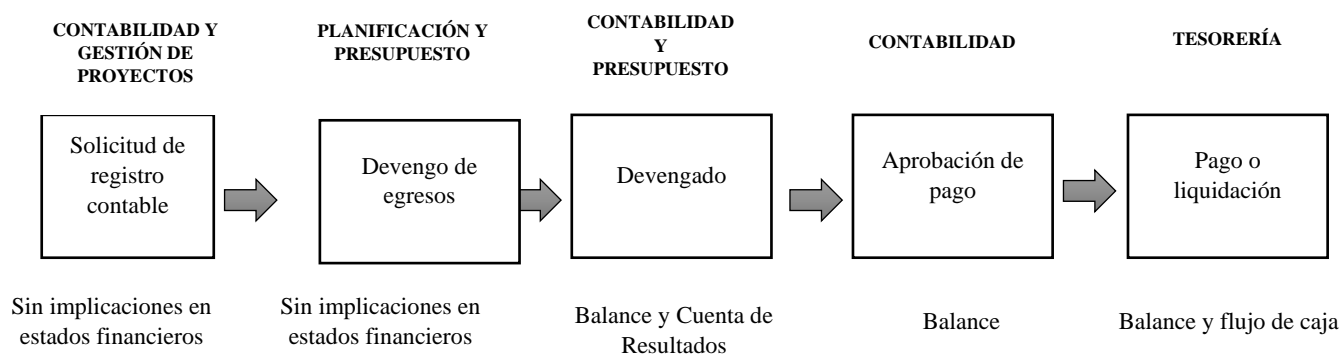 CONTABILIDAD Y
GESTIÓN DE
PROYECTOS
PLANIFICACIÓN Y
PRESUPUESTO
CONTABILIDAD
Y
PRESUPUESTO
CONTABILIDAD
TESORERÍA
Solicitud de
registro
contable
Devengo de
egresos
Devengado
Aprobación de
pago
Pago o
liquidación
Sin implicaciones en
estados financieros
Sin implicaciones en
estados financieros
Balance y Cuenta de
Resultados
Balance
Balance y flujo de caja